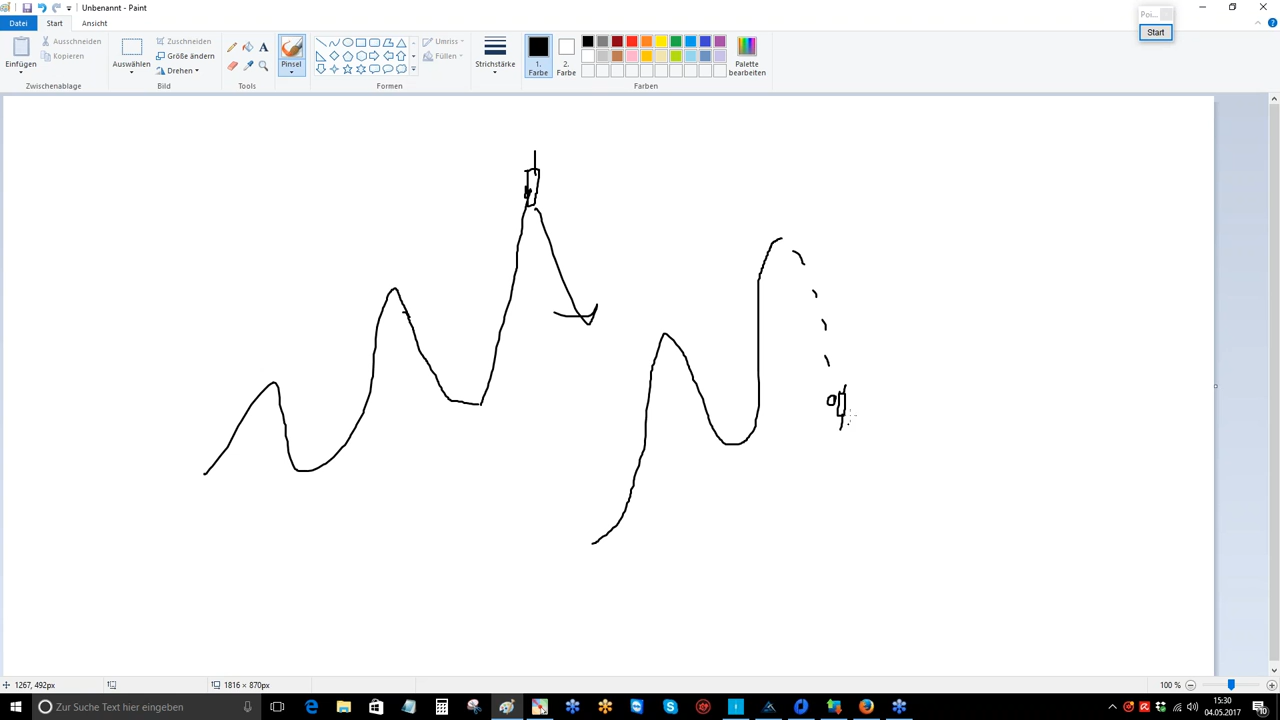 Unbenannt - Paint
Poi...
Datei Start Ansicht
Start
Einfügen
Ausschneiden
Kopieren
Zwischenablage
Auswählen
Zuschneiden
Größe ändern
Drehen
Bild
Tools
Pinsel
Umriss
Füllen
Formen
Strichstärke
1.
Farbe
2.
Farbe
Palette
bearbeiten
Farben
1267, 492px
1816 × 870px
100 %
Zur Suche Text hier eingeben
15:30
04.05.2017